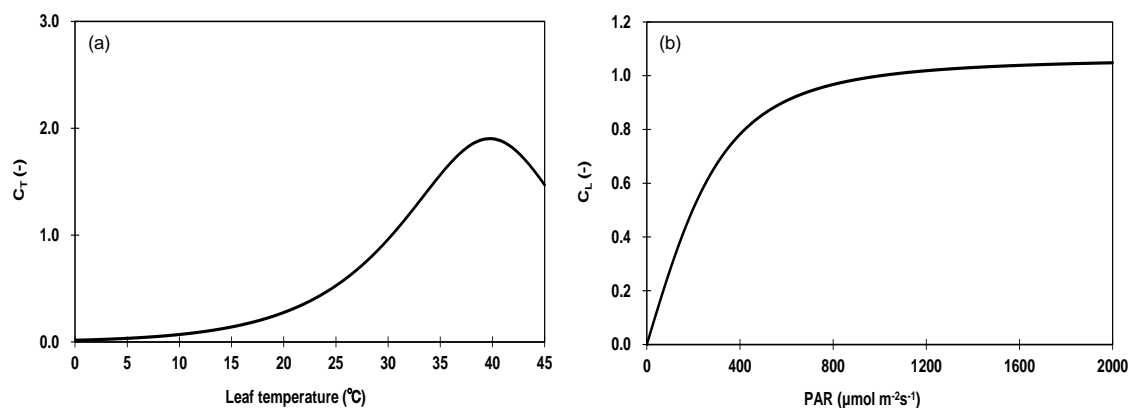 (a)
3.0
2.0
1.0
0.0
C_T (-)
0 5 10 15 20 25 30 35 40 45
Leaf temperature (℃)
(b)
1.2
1.0
0.8
0.6
0.4
0.2
0.0
C_L (-)
0 400 800 1200 1600 2000
PAR (μmol m⁻²s⁻¹)